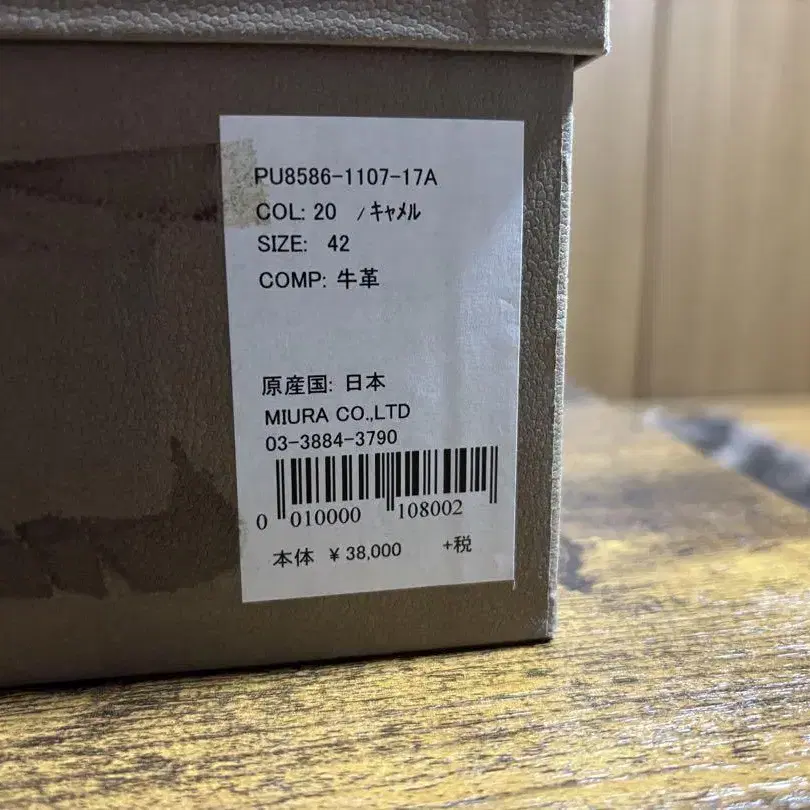 PU8586-1107-17A
COL: 20 /ｷｬﾒﾙ
SIZE: 42
COMP: 牛革
原産国: 日本
MIURA CO.,LTD
03-3884-3790
0 010000 108002
本体 ¥38,000 +税